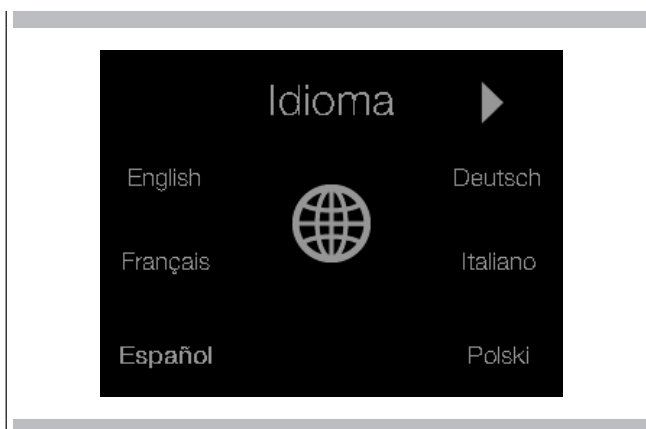 Idioma
English
Deutsch
Français
Italiano
Español
Polski